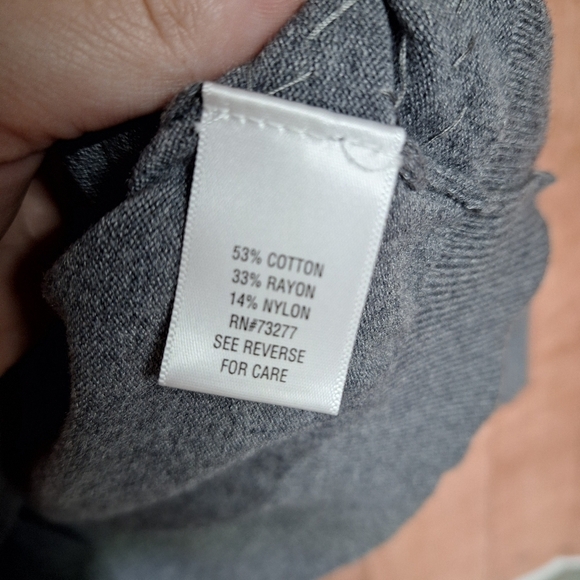 53% COTTON
33% RAYON
14% NYLON
RN#73277
SEE REVERSE
FOR CARE